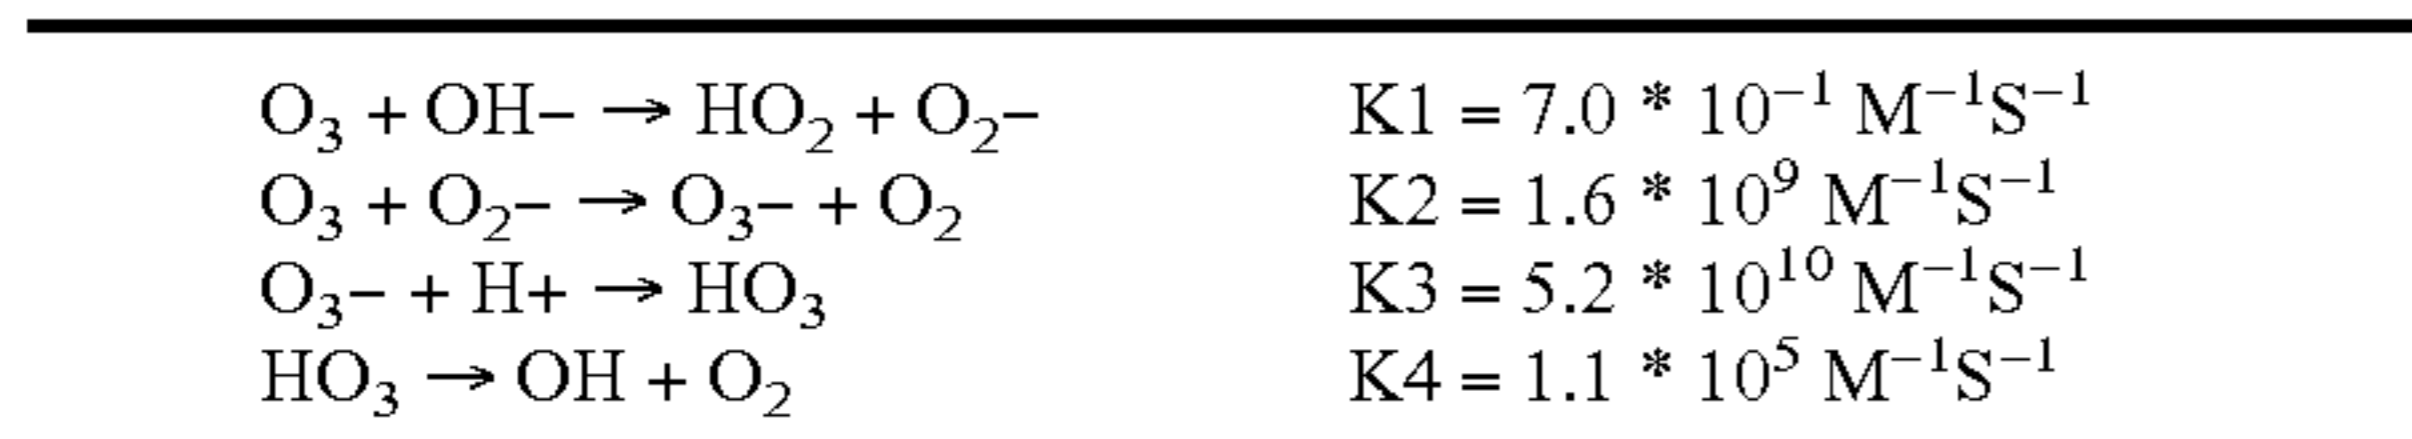 O₃ + OH− → HO₂ + O₂− K1 = 7.0 * 10⁻¹ M⁻¹S⁻¹
O₃ + O₂− → O₃− + O₂ K2 = 1.6 * 10⁹ M⁻¹S⁻¹
O₃− + H+ → HO₃ K3 = 5.2 * 10¹⁰ M⁻¹S⁻¹
HO₃ → OH + O₂ K4 = 1.1 * 10⁵ M⁻¹S⁻¹